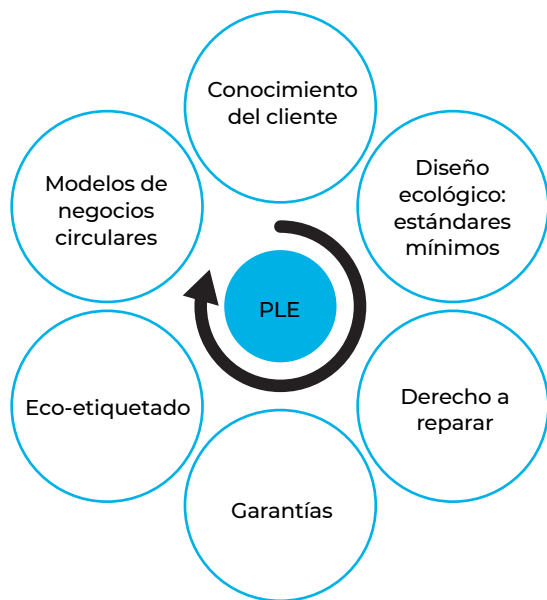 Conocimiento
del cliente
Diseño
ecológico:
estándares
mínimos
Derecho a
reparar
Garantías
Eco-etiquetado
Modelos de
negocios
circulares
PLE